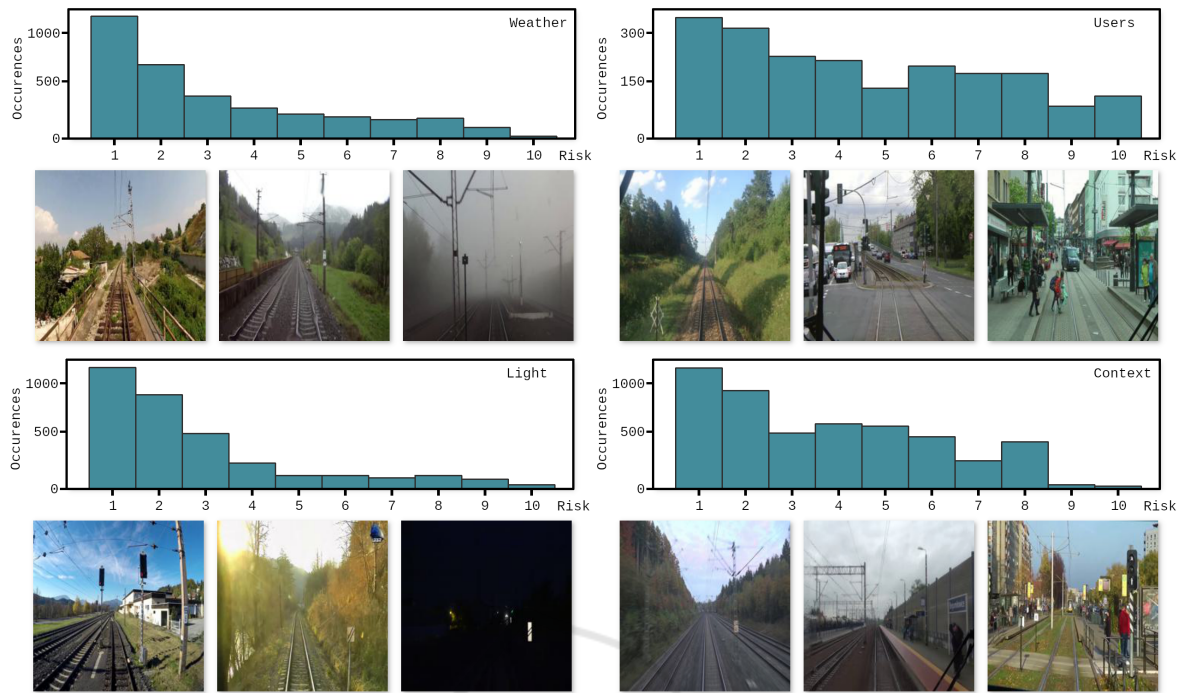 Weather
Occurences
1000
500
0
1 2 3 4 5 6 7 8 9 10 Risk
Users
Occurences
300
150
0
1 2 3 4 5 6 7 8 9 10 Risk
Light
Occurences
1000
500
0
1 2 3 4 5 6 7 8 9 10 Risk
Context
Occurences
1000
500
0
1 2 3 4 5 6 7 8 9 10 Risk